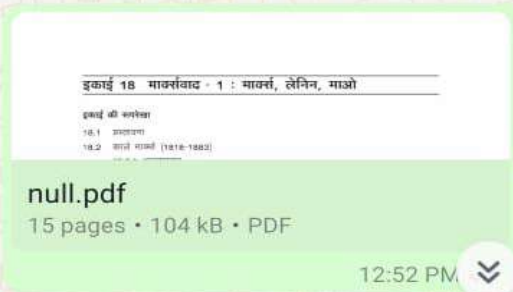 इकाई 18 मार्क्सवाद - 1 : मार्क्स, लेनिन, माओ
इकाई की रूपरेखा
18.1 प्रस्तावना
18.2 कार्ल मार्क्स (1818-1883)
null.pdf
15 pages • 104 kB • PDF
12:52 PM